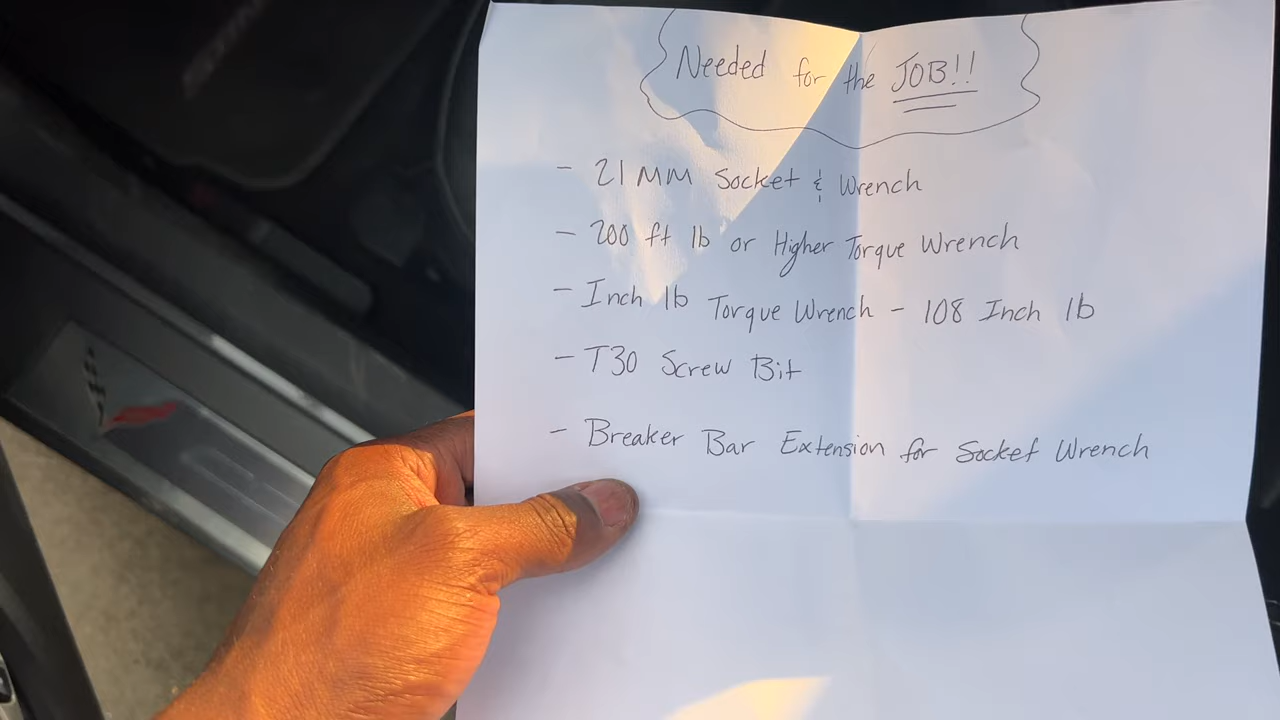 Needed for the JOB!!
- 21 MM Socket & Wrench
- 200 ft lb or Higher Torque Wrench
- Inch lb Torque Wrench - 108 Inch lb
- T30 Screw Bit
- Breaker Bar Extension for Socket Wrench